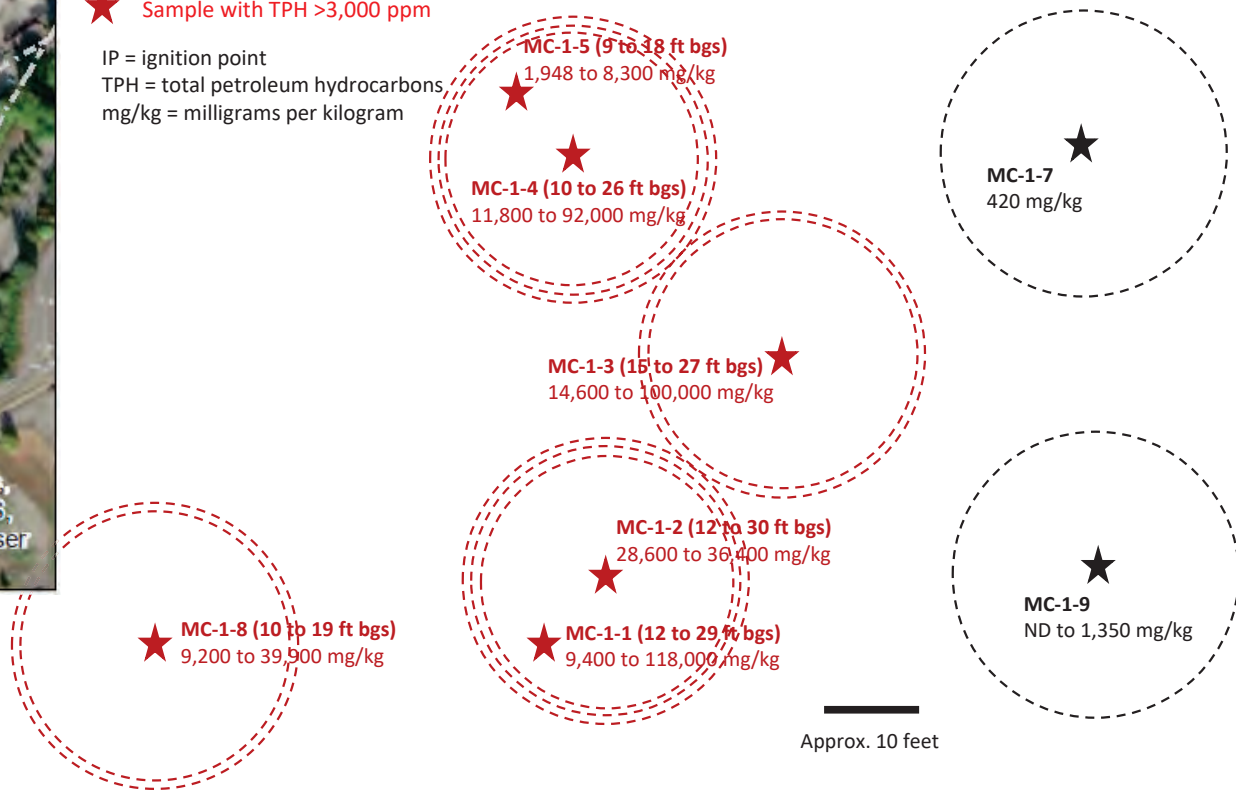 Sample with TPH >3,000 ppm
IP = ignition point
TPH = total petroleum hydrocarbons
mg/kg = milligrams per kilogram
MC-1-5 (9 to 18 ft bgs)
1,948 to 8,300 mg/kg
MC-1-4 (10 to 26 ft bgs)
11,800 to 92,000 mg/kg
MC-1-7
420 mg/kg
MC-1-3 (15 to 27 ft bgs)
14,600 to 100,000 mg/kg
MC-1-2 (12 to 30 ft bgs)
28,600 to 36,400 mg/kg
MC-1-1 (12 to 29 ft bgs)
9,400 to 118,000 mg/kg
MC-1-8 (10 to 19 ft bgs)
9,200 to 39,900 mg/kg
MC-1-9
ND to 1,350 mg/kg
Approx. 10 feet